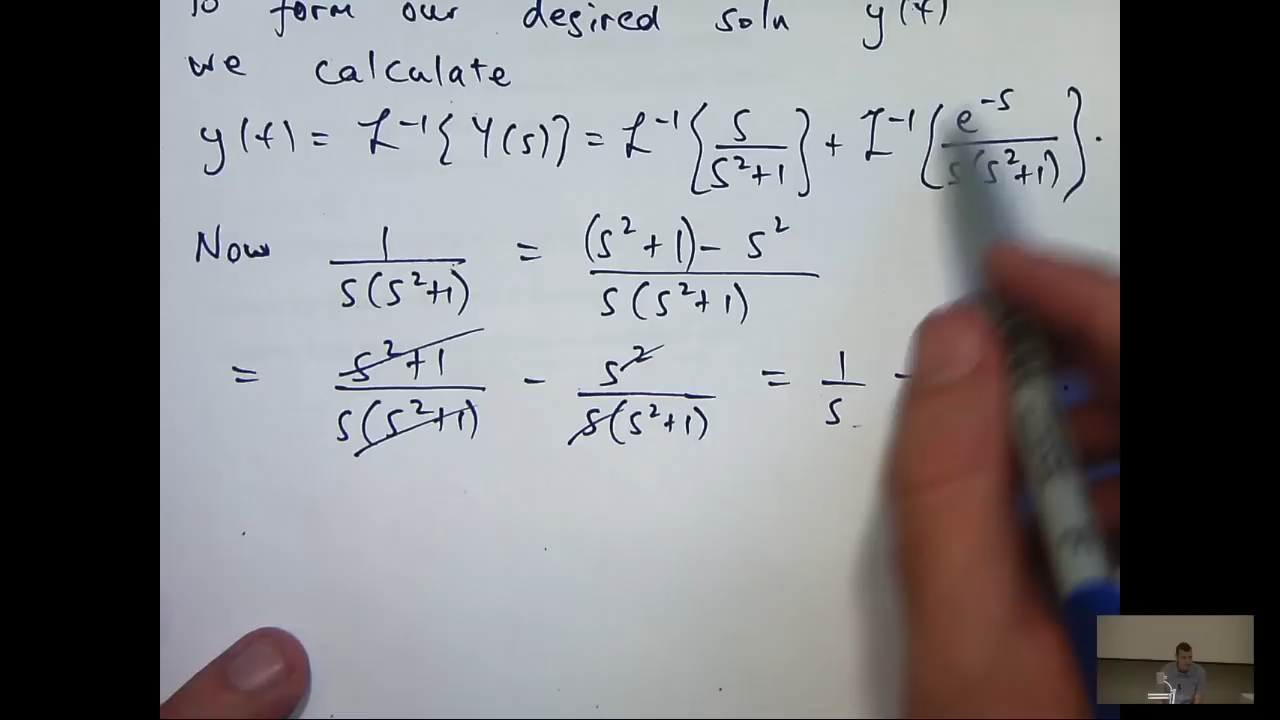 To form our desired soln y(t)
we calculate
y(t) = ℒ⁻¹{Y(s)} = ℒ⁻¹{s/(s²+1)} + ℒ⁻¹{e⁻ˢ/(s(s²+1))}.
Now 1/(s(s²+1)) = ((s²+1) - s²)/(s(s²+1))
= (s²+1)/(s(s²+1)) - s²/(s(s²+1)) = 1/s -